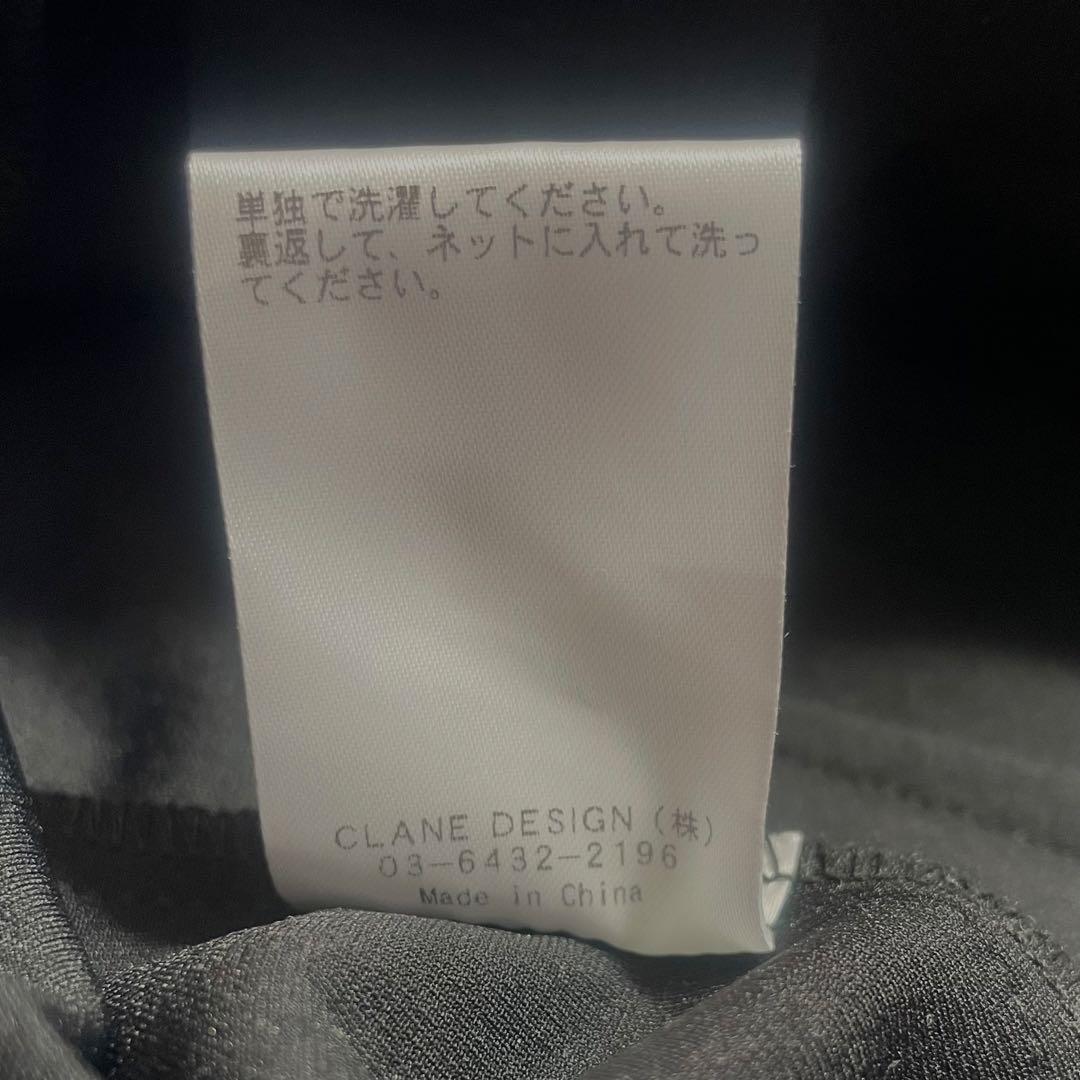 単独で洗濯してください。
裏返して、ネットに入れて洗っ
てください。
CLANE DESIGN (株)
03-6432-2196
Made in China